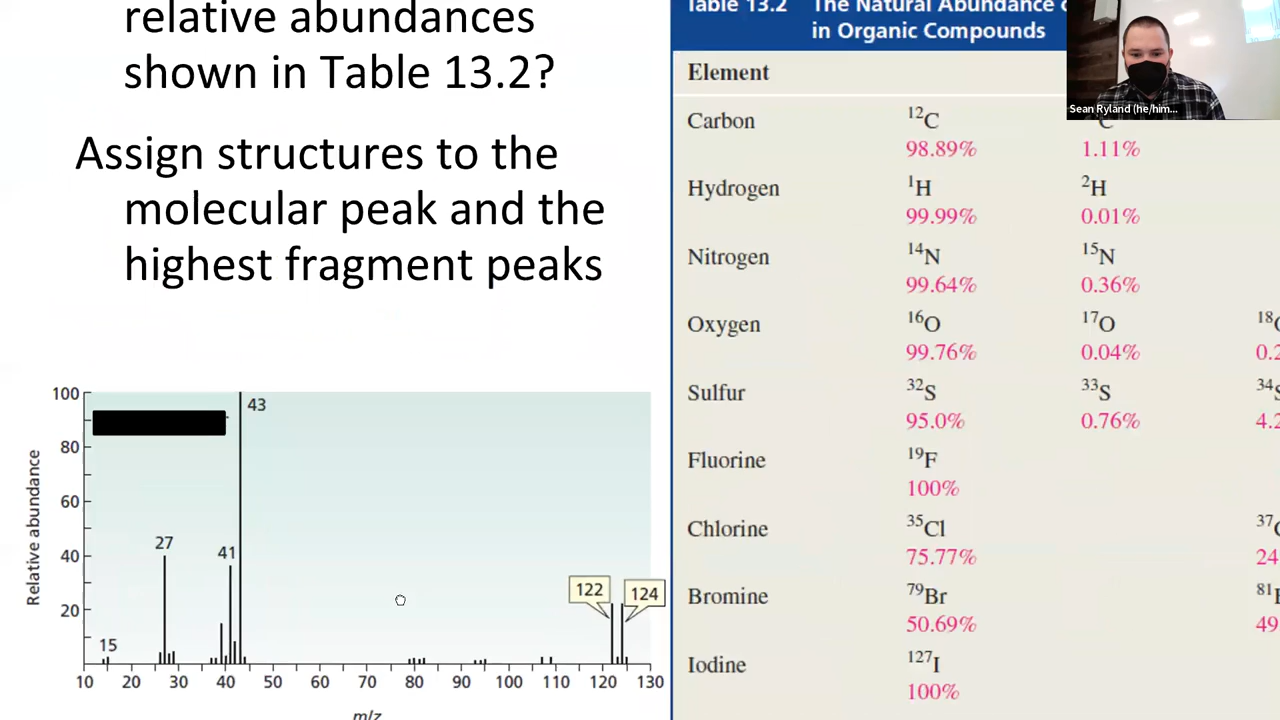 relative abundances
shown in Table 13.2?
Assign structures to the
molecular peak and the
highest fragment peaks
Relative abundance
100
80
60
40
20
43
27
41
15
122
124
10 20 30 40 50 60 70 80 90 100 110 120 130
m/z
Table 13.2 The Natural Abundance
in Organic Compounds
Element
Carbon ¹²C
98.89% 1.11%
Hydrogen ¹H ²H
99.99% 0.01%
Nitrogen ¹⁴N ¹⁵N
99.64% 0.36%
Oxygen ¹⁶O ¹⁷O ¹⁸
99.76% 0.04% 0.2
Sulfur ³²S ³³S ³⁴
95.0% 0.76% 4.2
Fluorine ¹⁹F
100%
Chlorine ³⁵Cl ³⁷
75.77% 24
Bromine ⁷⁹Br ⁸¹
50.69% 49
Iodine ¹²⁷I
100%
Sean Ryland (he/him...